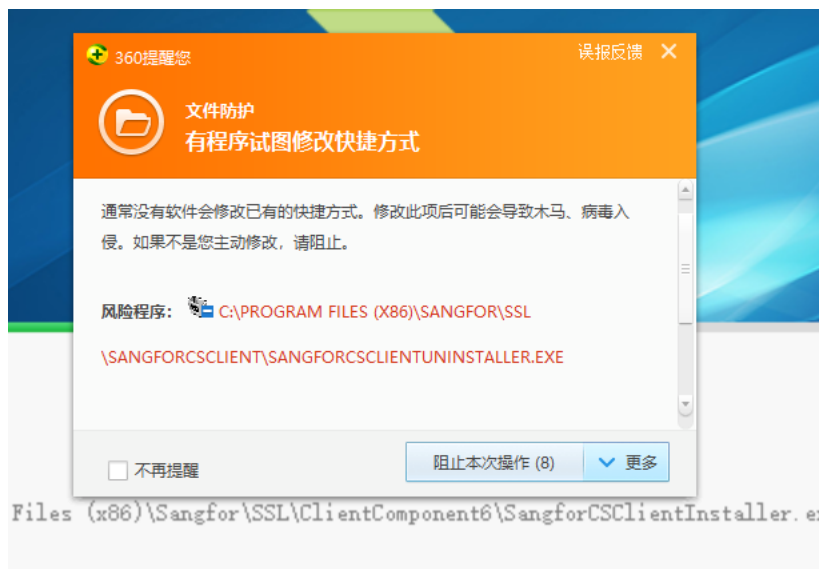 360提醒您
误报反馈
文件防护
有程序试图修改快捷方式
通常没有软件会修改已有的快捷方式。修改此项后可能会导致木马、病毒入
侵。如果不是您主动修改，请阻止。
风险程序： C:\PROGRAM FILES (X86)\SANGFOR\SSL
\SANGFORCSCLIENT\SANGFORCSCLIENTUNINSTALLER.EXE
不再提醒
阻止本次操作 (8)
更多
Files (x86)\Sangfor\SSL\ClientComponent6\SangforCSClientInstaller.e